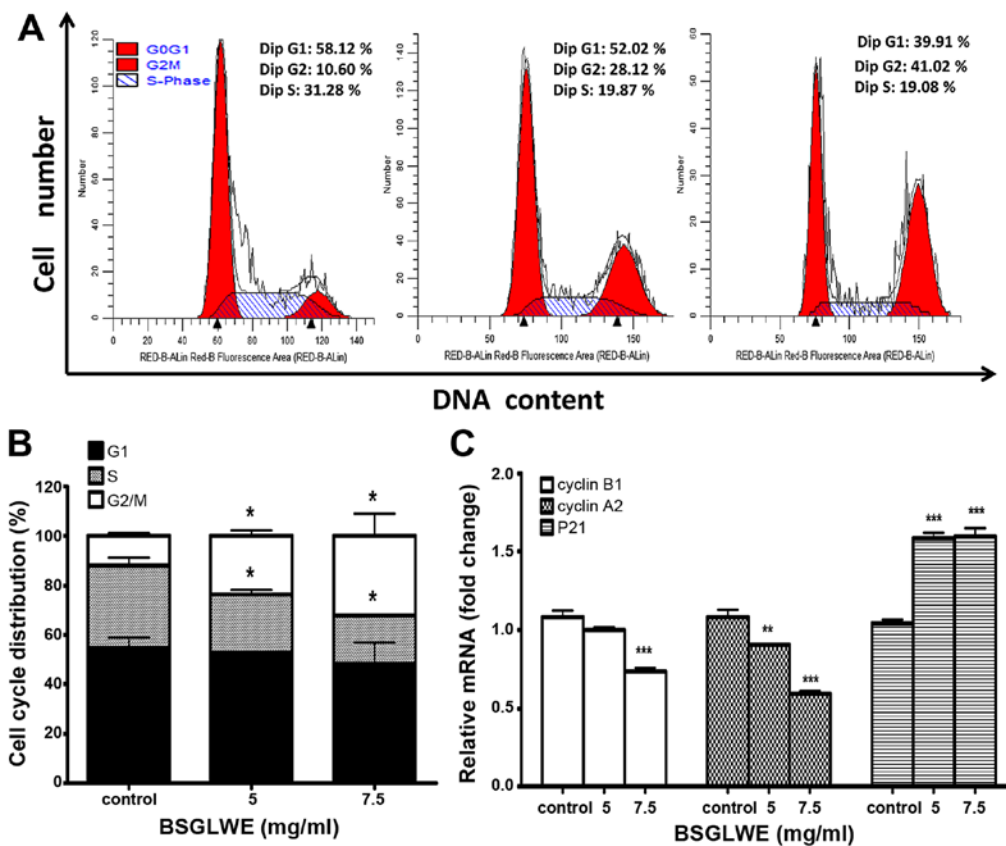 A
G0G1
G2M
S-Phase
Dip G1: 58.12 %
Dip G2: 10.60 %
Dip S: 31.28 %
Dip G1: 52.02 %
Dip G2: 28.12 %
Dip S: 19.87 %
Dip G1: 39.91 %
Dip G2: 41.02 %
Dip S: 19.08 %
Cell number
Number
120
100
80
60
40
20
0
0 20 40 60 80 100 120 140
RED-B-ALin Red-B Fluorescence Area (RED-B-ALin)
Number
140
120
100
80
60
40
20
0
0 50 100 150
RED-B-ALin Red-B Fluorescence Area (RED-B-ALin)
Number
60
50
40
30
20
10
0
0 50 100 150
RED-B-ALin Red-B Fluorescence Area (RED-B-ALin)
DNA content
B
G1
S
G2/M
Cell cycle distribution (%)
120
100
80
60
40
20
0
* *
* *
control 5 7.5
BSGLWE (mg/ml)
C
cyclin B1
cyclin A2
P21
Relative mRNA (fold change)
2.0
1.5
1.0
0.5
0.0
*** ** *** *** ***
control 5 7.5 control 5 7.5 control 5 7.5
BSGLWE (mg/ml)